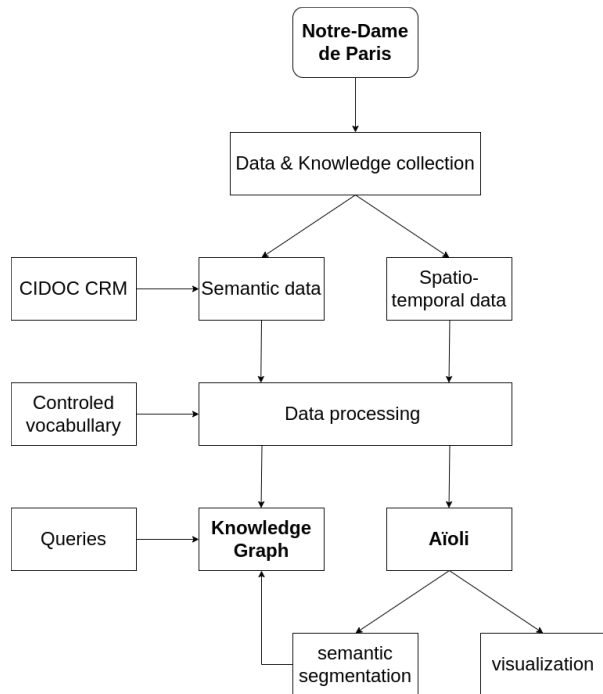 Notre-Dame
de Paris
Data & Knowledge collection
CIDOC CRM
Semantic data
Spatio-
temporal data
Controled
vocabullary
Data processing
Queries
Knowledge
Graph
Aïoli
semantic
segmentation
visualization